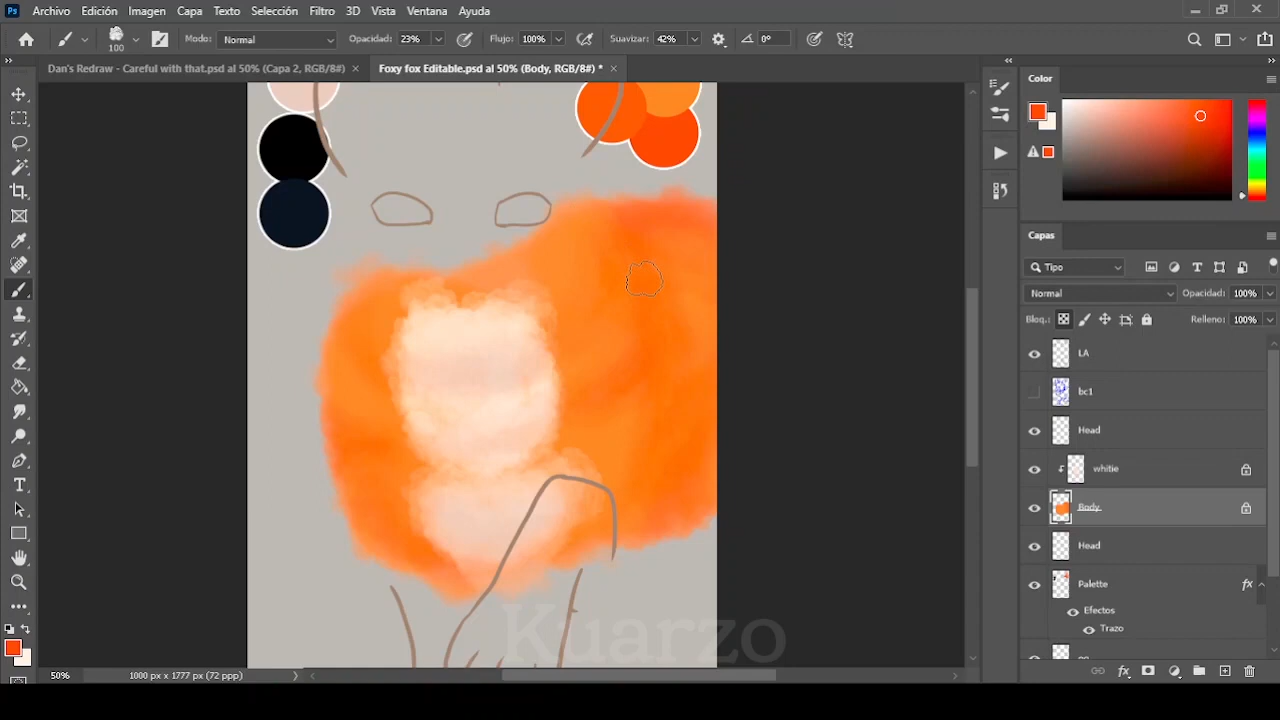 Ps Archivo Edición Imagen Capa Texto Selección Filtro 3D Vista Ventana Ayuda
100 Modo: Normal Opacidad: 23% Flujo: 100% Suavizar: 42% 0°
Dan's Redraw - Careful with that.psd al 50% (Capa 2, RGB/8#) × Foxy fox Editable.psd al 50% (Body, RGB/8#) * ×
Color
Capas
Tipo
Normal Opacidad: 100%
Bloq.: Relleno: 100%
LA
bc1
Head
whitie
Body
Head
Palette fx
Efectos
Trazo
Kuarzo
50% 1000 px x 1777 px (72 ppp)
fx